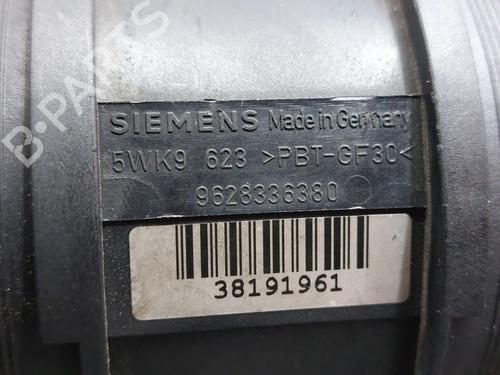 B-PARTS
SIEMENS Made in Germany
5WK9 623 >PBT-GF30<
9628336380
38191961